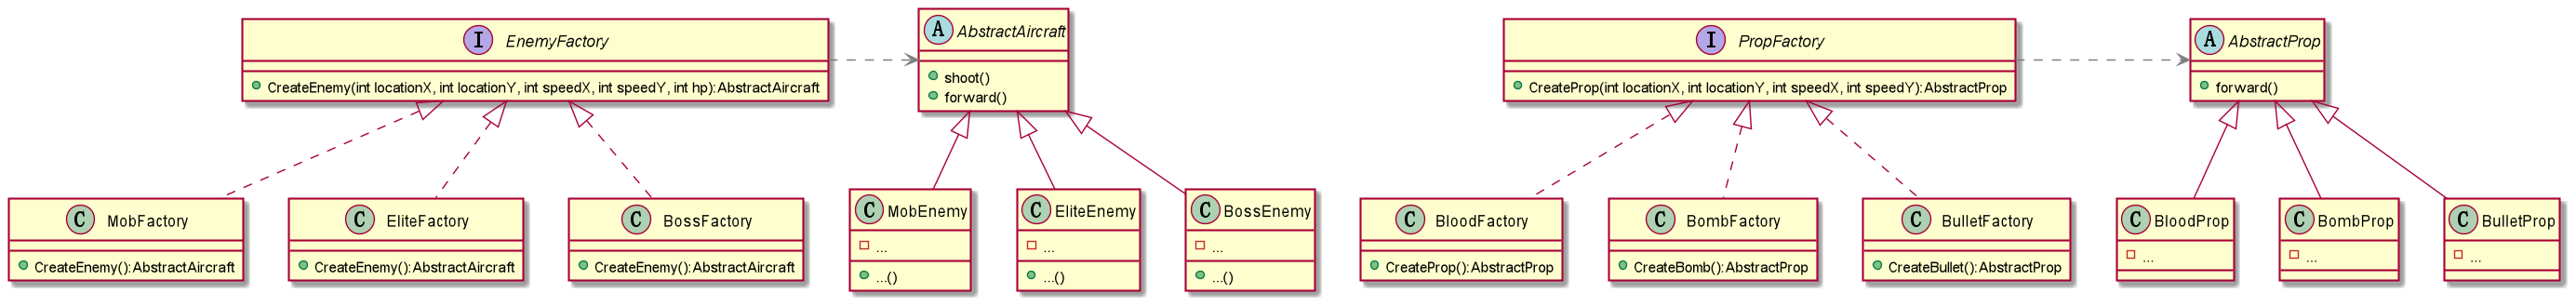 I EnemyFactory
CreateEnemy(int locationX, int locationY, int speedX, int speedY, int hp):AbstractAircraft
A AbstractAircraft
shoot()
forward()
I PropFactory
CreateProp(int locationX, int locationY, int speedX, int speedY):AbstractProp
A AbstractProp
forward()
C MobFactory
CreateEnemy():AbstractAircraft
C EliteFactory
CreateEnemy():AbstractAircraft
C BossFactory
CreateEnemy():AbstractAircraft
C MobEnemy
...
...()
C EliteEnemy
...
...()
C BossEnemy
...
...()
C BloodFactory
CreateProp():AbstractProp
C BombFactory
CreateBomb():AbstractProp
C BulletFactory
CreateBullet():AbstractProp
C BloodProp
...
C BombProp
...
C BulletProp
...